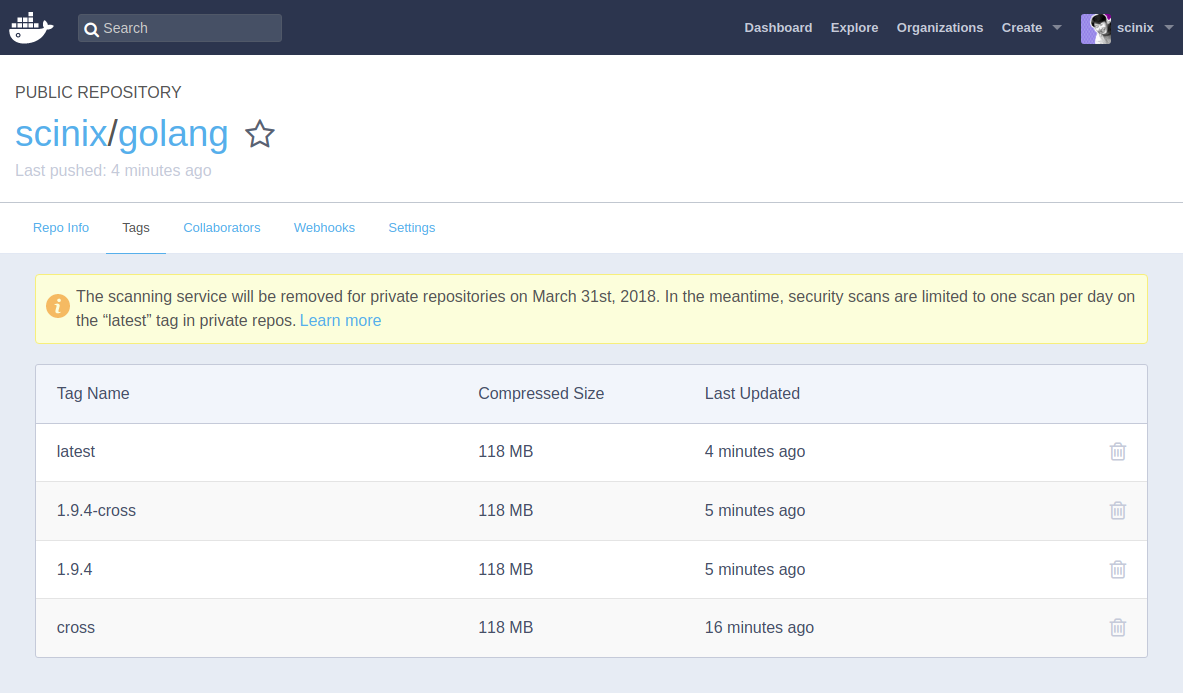 Search
Dashboard Explore Organizations Create scinix
PUBLIC REPOSITORY
scinix/golang
Last pushed: 4 minutes ago
Repo Info Tags Collaborators Webhooks Settings
The scanning service will be removed for private repositories on March 31st, 2018. In the meantime, security scans are limited to one scan per day on
the “latest” tag in private repos. Learn more
Tag Name Compressed Size Last Updated
latest 118 MB 4 minutes ago
1.9.4-cross 118 MB 5 minutes ago
1.9.4 118 MB 5 minutes ago
cross 118 MB 16 minutes ago